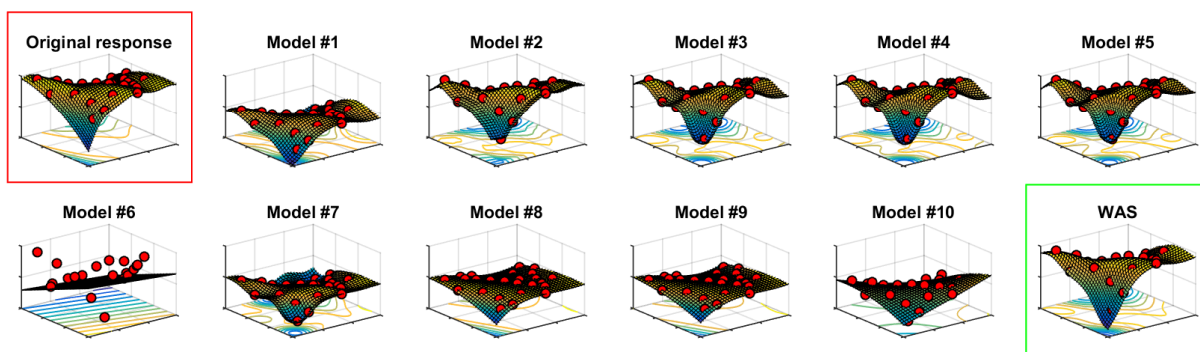 Original response
Model #1
Model #2
Model #3
Model #4
Model #5
Model #6
Model #7
Model #8
Model #9
Model #10
WAS